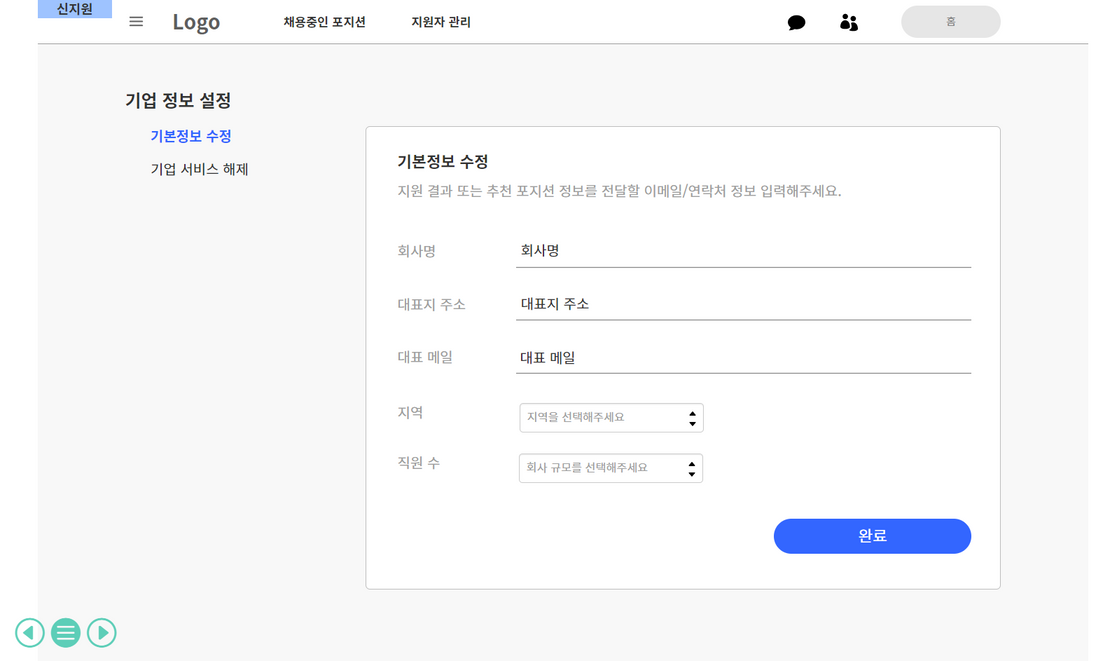 신지원
Logo
채용중인 포지션
지원자 관리
홈
기업 정보 설정
기본정보 수정
기업 서비스 해제
기본정보 수정
지원 결과 또는 추천 포지션 정보를 전달할 이메일/연락처 정보 입력해주세요.
회사명 회사명
대표지 주소 대표지 주소
대표 메일 대표 메일
지역 지역을 선택해주세요
직원 수 회사 규모를 선택해주세요
완료